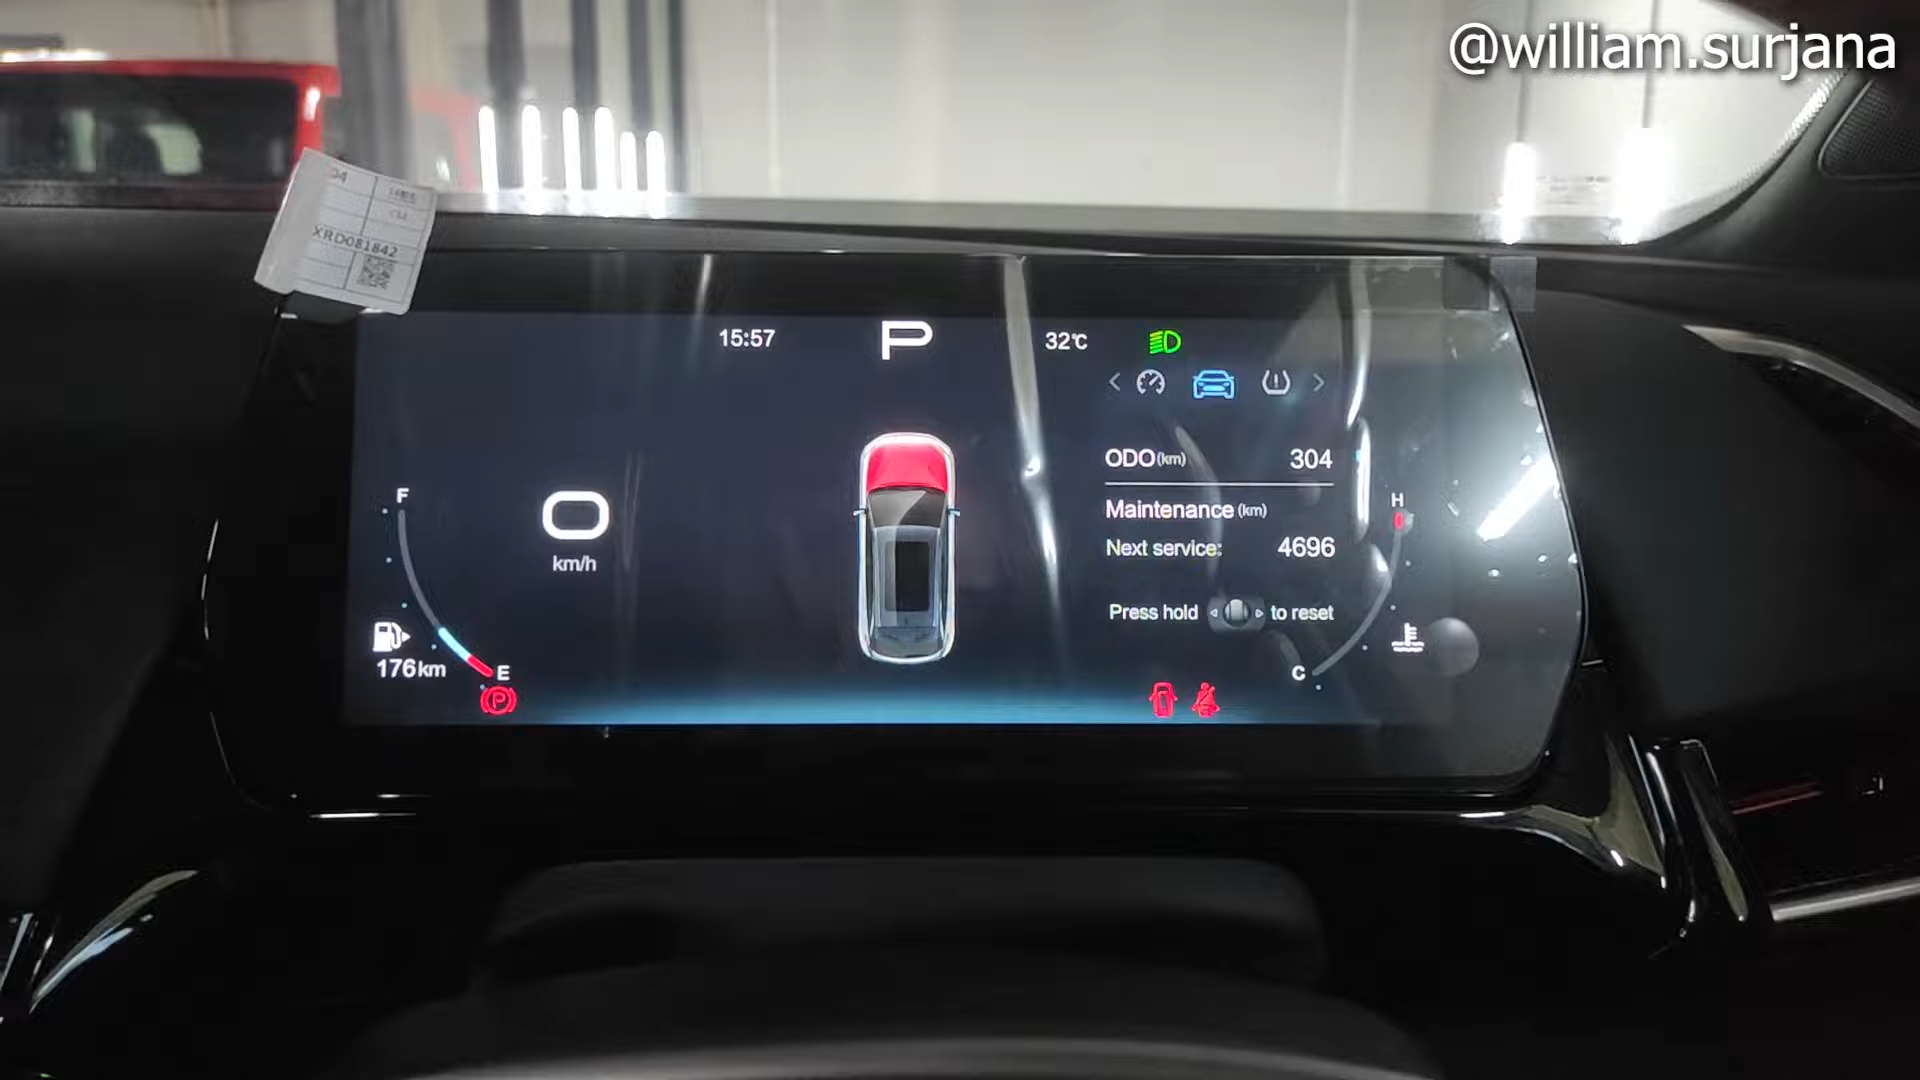 @william.surjana
04
XRD081842
15:57
P
32℃
ODO(km) 304
Maintenance(km)
Next service: 4696
Press hold to reset
F
0
km/h
176km
E
H
C
P